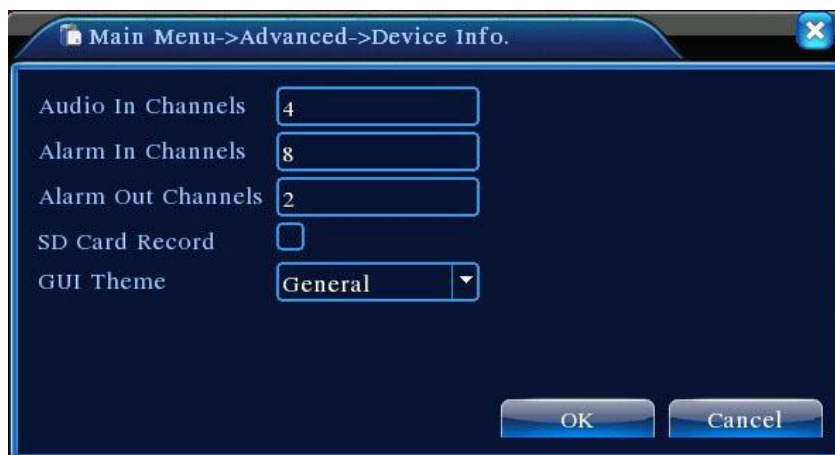 Main Menu->Advanced->Device Info.
Audio In Channels 4
Alarm In Channels 8
Alarm Out Channels 2
SD Card Record
GUI Theme General
OK Cancel